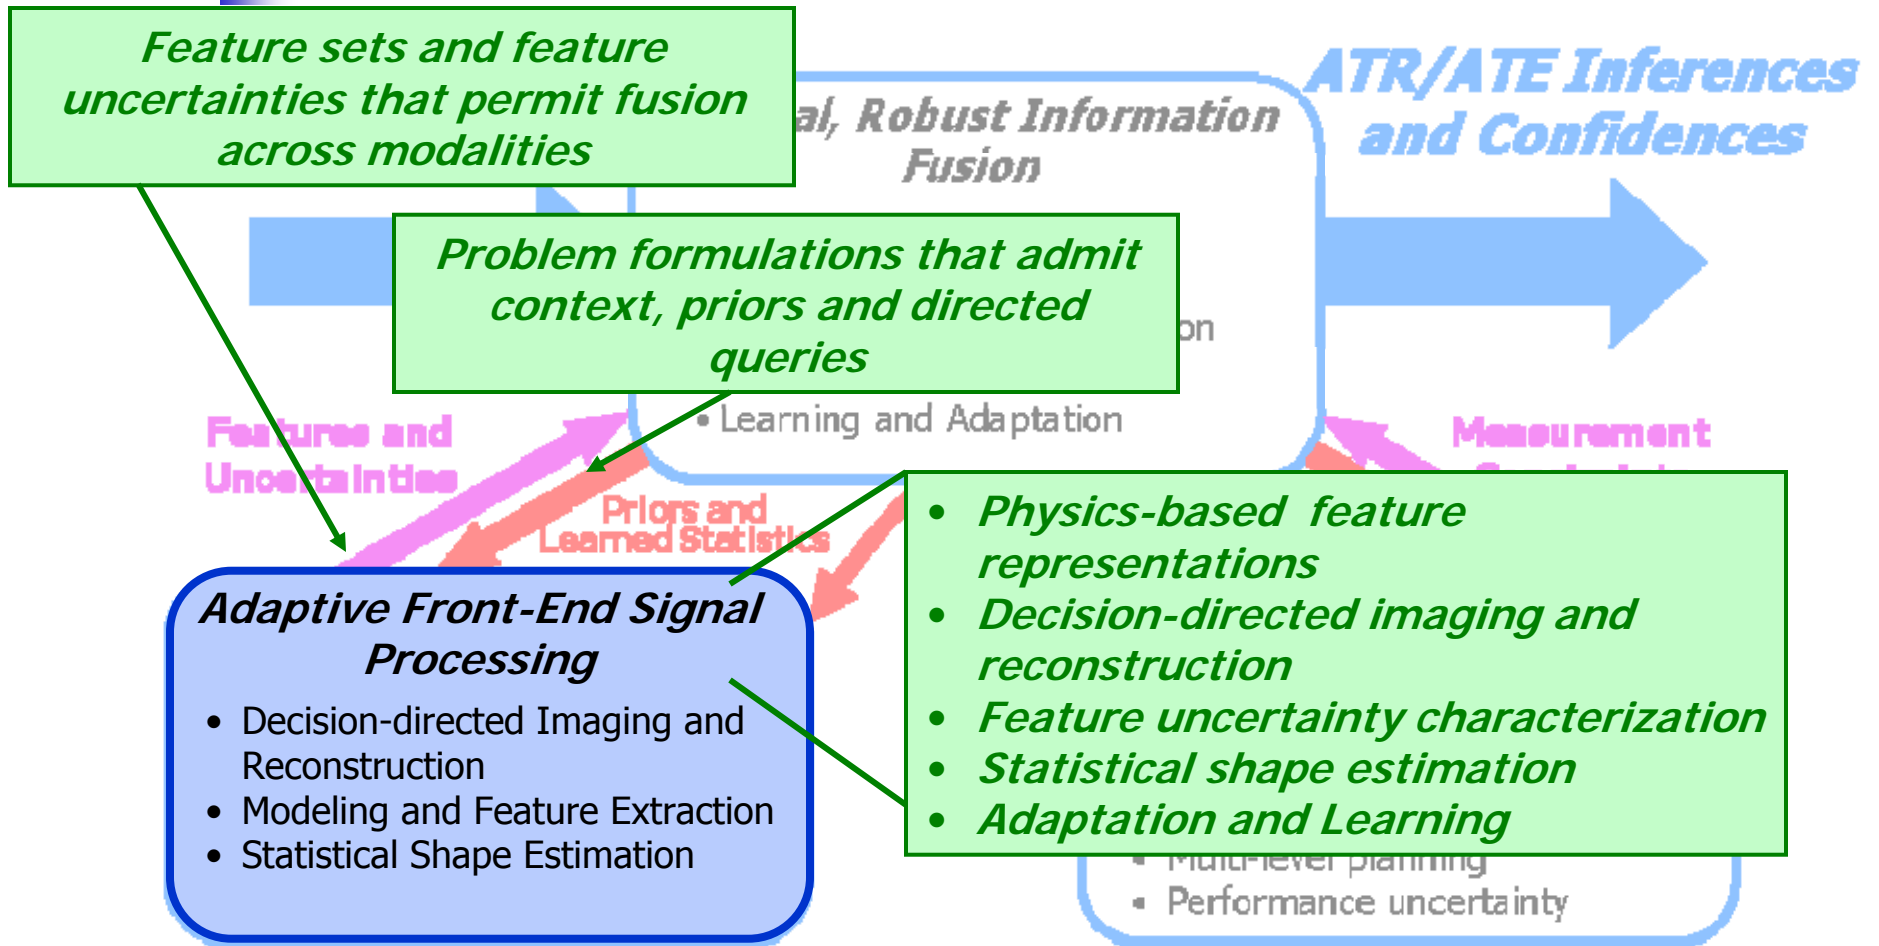 Feature sets and feature
uncertainties that permit fusion
across modalities
ATR/ATE Inferences
and Confidences
al, Robust Information
Fusion
Problem formulations that admit
context, priors and directed
queries
on
• Learning and Adaptation
Features and
Uncertainties
Measurement
Priors and
Learned Statistics
• Physics-based feature
representations
• Decision-directed imaging and
reconstruction
• Feature uncertainty characterization
• Statistical shape estimation
• Adaptation and Learning
Adaptive Front-End Signal
Processing
• Decision-directed Imaging and
Reconstruction
• Modeling and Feature Extraction
• Statistical Shape Estimation
• Multi-level planning
• Performance uncertainty